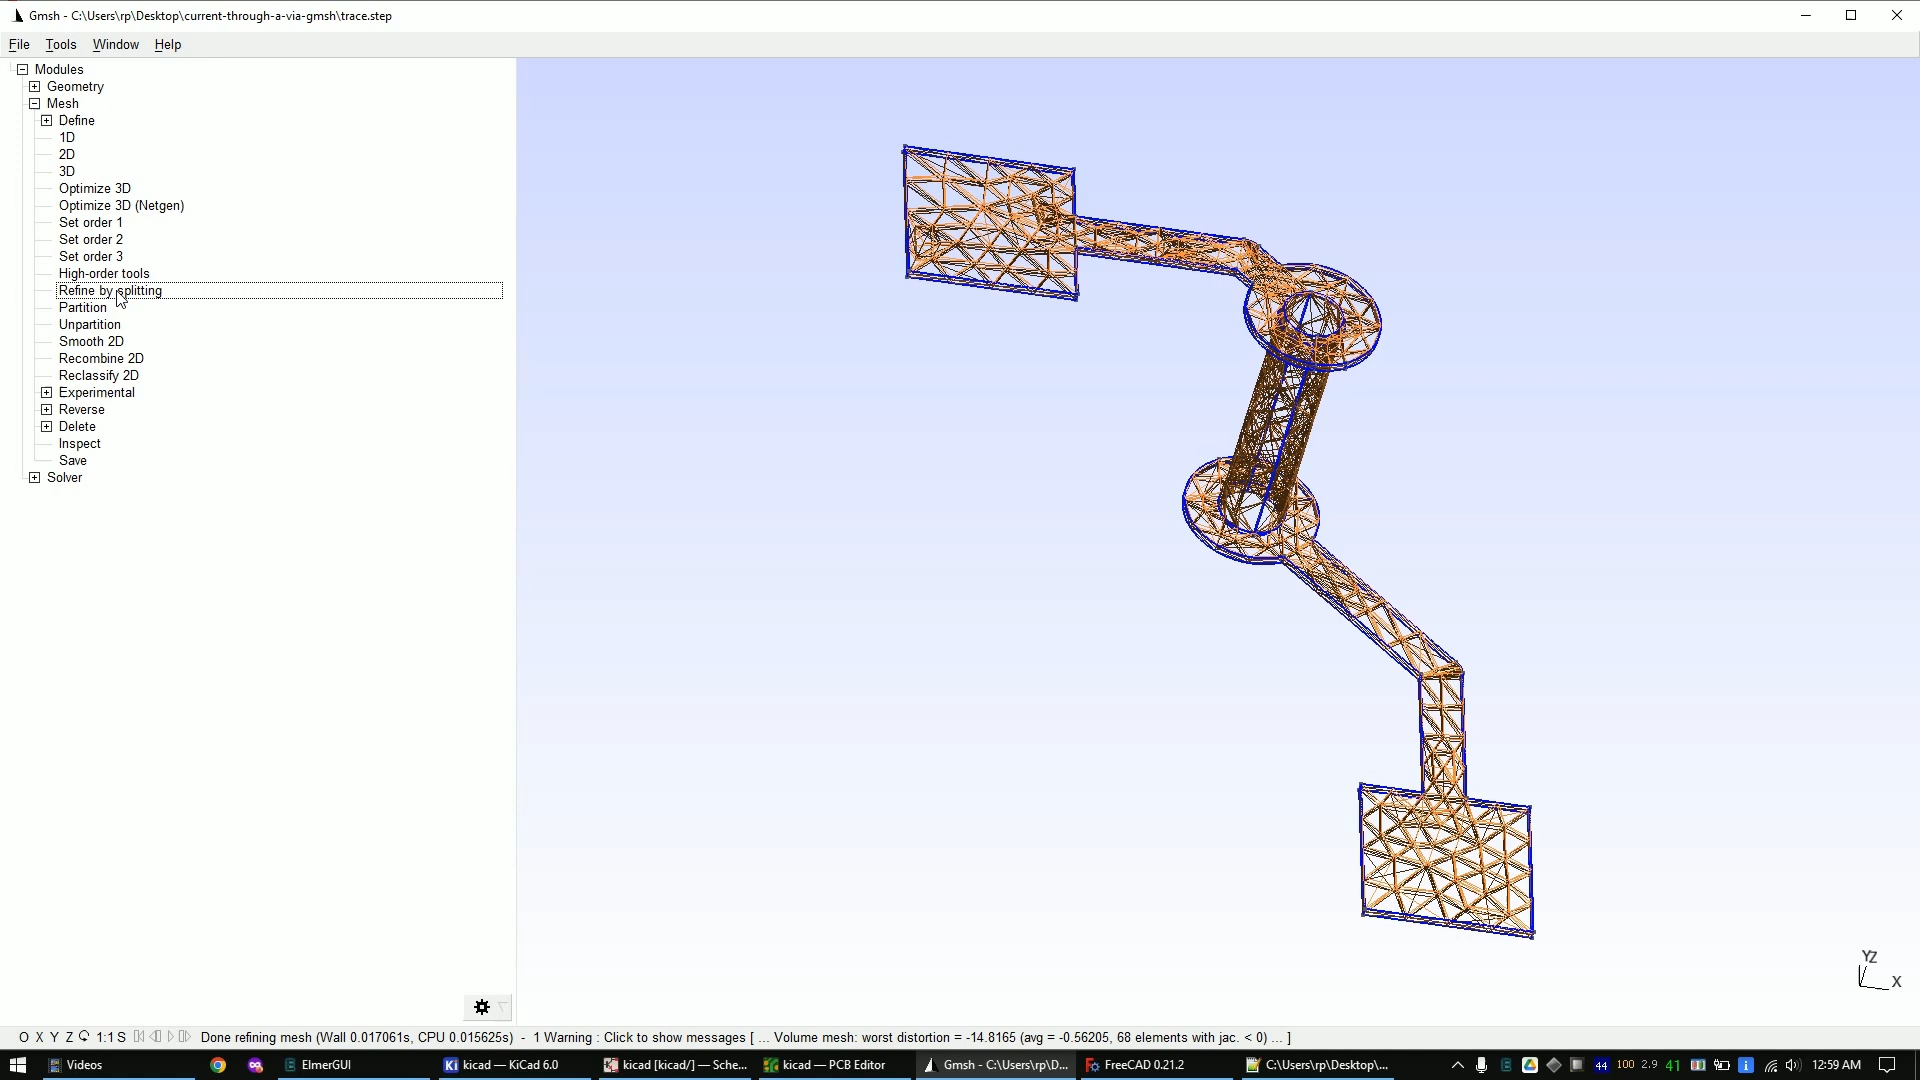 Gmsh - C:\Users\rp\Desktop\current-through-a-via-gmsh\trace.step
File Tools Window Help
Modules
Geometry
Mesh
Define
1D
2D
3D
Optimize 3D
Optimize 3D (Netgen)
Set order 1
Set order 2
Set order 3
High-order tools
Refine by splitting
Partition
Unpartition
Smooth 2D
Recombine 2D
Reclassify 2D
Experimental
Reverse
Delete
Inspect
Save
Solver
YZ
X
O X Y Z 1:1 S Done refining mesh (Wall 0.017061s, CPU 0.015625s) - 1 Warning : Click to show messages [ ... Volume mesh: worst distortion = -14.8165 (avg = -0.56205, 68 elements with jac. < 0) ... ]
Videos ElmerGUI kicad — KiCad 6.0 kicad [kicad/] — Sche... kicad — PCB Editor Gmsh - C:\Users\rp\D... FreeCAD 0.21.2 C:\Users\rp\Desktop\... 44 100 2.9 41 12:59 AM